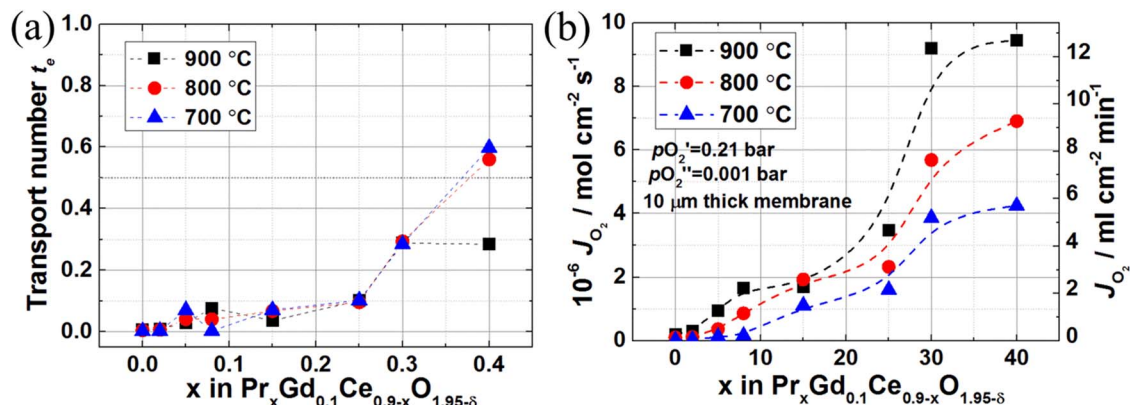 (a)
Transport number tₑ
1.0
0.8
0.6
0.4
0.2
0.0
900 °C
800 °C
700 °C
0.0 0.1 0.2 0.3 0.4
x in PrₓGd₀.₁Ce₀.₉₋ₓO₁.₉₅₋δ
(b)
10⁻⁶ J_O₂ / mol cm⁻² s⁻¹
10
8
6
4
2
0
900 °C
800 °C
700 °C
pO₂'=0.21 bar
pO₂''=0.001 bar
10 μm thick membrane
12
10
8
6
4
2
0
J_O₂ / ml cm⁻² min⁻¹
0 10 20 30 40
x in PrₓGd₀.₁Ce₀.₉₋ₓO₁.₉₅₋δ